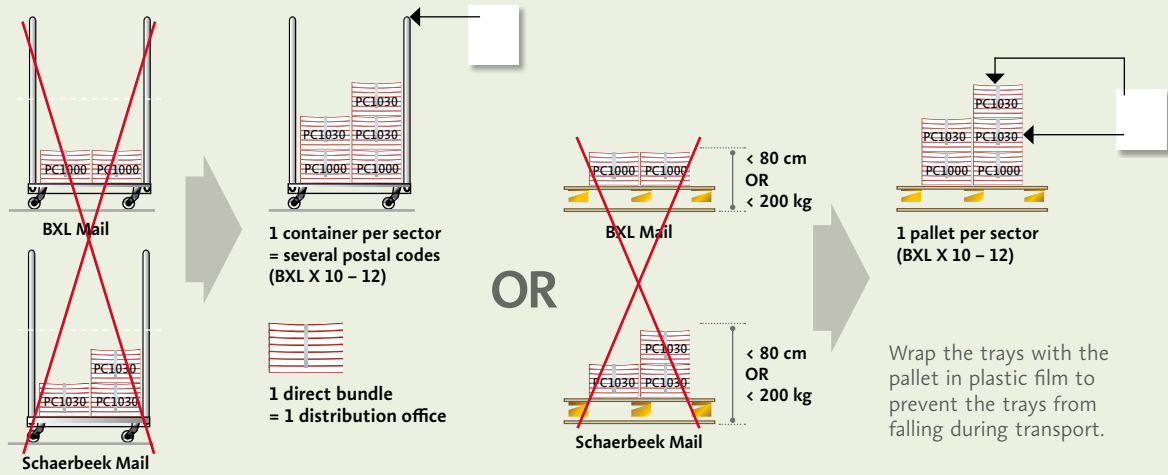 PC1000 PC1000
BXL Mail
PC1030
PC1030 PC1030
Schaerbeek Mail
PC1030
PC1030 PC1030
PC1000 PC1000
1 container per sector
= several postal codes
(BXL X 10 – 12)
1 direct bundle
= 1 distribution office
OR
PC1000 PC1000
< 80 cm
OR
< 200 kg
BXL Mail
PC1030
PC1030 PC1030
< 80 cm
OR
< 200 kg
Schaerbeek Mail
PC1030
PC1030 PC1030
PC1000 PC1000
1 pallet per sector
(BXL X 10 – 12)
Wrap the trays with the
pallet in plastic film to
prevent the trays from
falling during transport.